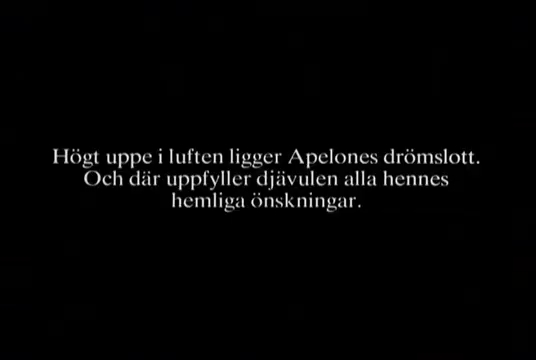 Högt uppe i luften ligger Apelones drömslott.
Och där uppfyller djävulen alla hennes
hemliga önskningar.